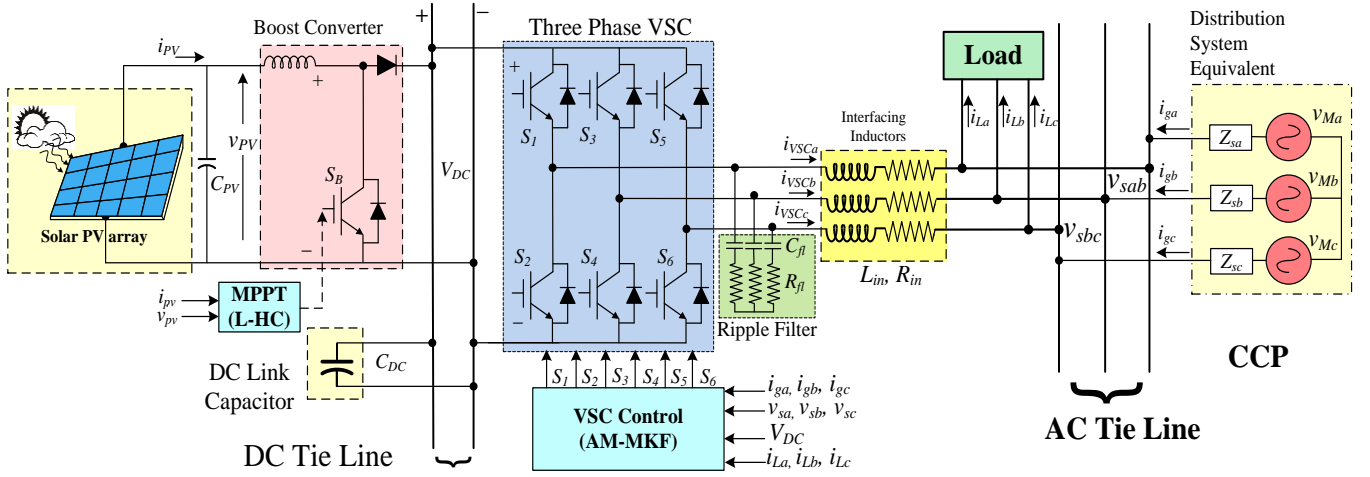 Boost Converter
i_PV
+
−
Three Phase VSC
Distribution
System
Equivalent
Load
i_La
i_Lb
i_Lc
+
S_1
S_3
S_5
v_PV
C_PV
+
S_B
−
V_DC
Solar PV array
Interfacing
Inductors
i_VSCa
i_VSCb
i_VSCc
i_ga
Z_sa
v_Ma
v_sab
i_gb
Z_sb
v_Mb
v_sbc
i_gc
Z_sc
v_Mc
S_2
S_4
S_6
−
C_fl
R_fl
Ripple Filter
L_in, R_in
i_pv
v_pv
MPPT
(L-HC)
C_DC
DC Link
Capacitor
CCP
S_1 S_2 S_3 S_4 S_5 S_6
VSC Control
(AM-MKF)
i_ga, i_gb, i_gc
v_sa, v_sb, v_sc
V_DC
i_La, i_Lb, i_Lc
DC Tie Line
AC Tie Line